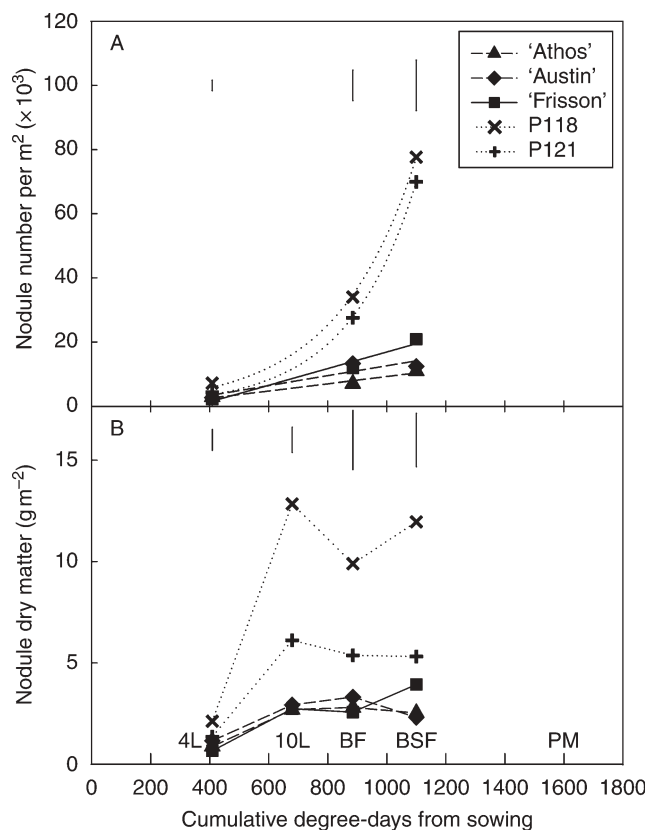 A
Nodule number per m² (×10³)
120
100
80
60
40
20
0
'Athos'
'Austin'
'Frisson'
P118
P121
B
Nodule dry matter (g m⁻²)
15
10
5
0
4L 10L BF BSF PM
0 200 400 600 800 1000 1200 1400 1600 1800
Cumulative degree-days from sowing